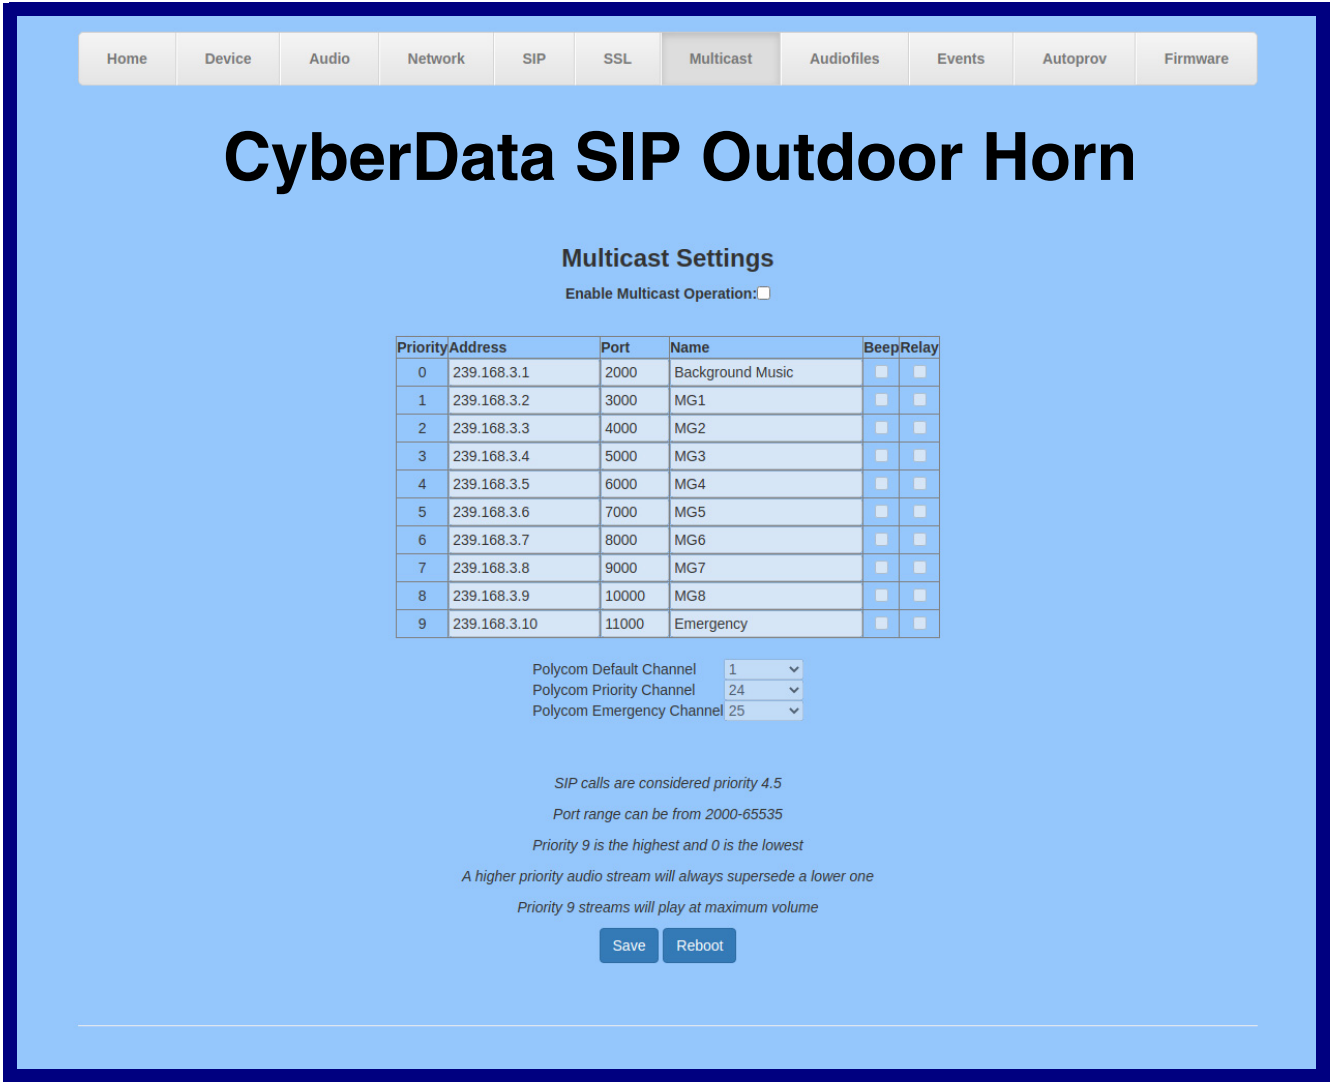 Home Device Audio Network SIP SSL Multicast Audiofiles Events Autoprov Firmware
CyberData SIP Outdoor Horn
Multicast Settings
Enable Multicast Operation:
Priority Address Port Name Beep Relay
0 239.168.3.1 2000 Background Music
1 239.168.3.2 3000 MG1
2 239.168.3.3 4000 MG2
3 239.168.3.4 5000 MG3
4 239.168.3.5 6000 MG4
5 239.168.3.6 7000 MG5
6 239.168.3.7 8000 MG6
7 239.168.3.8 9000 MG7
8 239.168.3.9 10000 MG8
9 239.168.3.10 11000 Emergency
Polycom Default Channel 1
Polycom Priority Channel 24
Polycom Emergency Channel 25
SIP calls are considered priority 4.5
Port range can be from 2000-65535
Priority 9 is the highest and 0 is the lowest
A higher priority audio stream will always supersede a lower one
Priority 9 streams will play at maximum volume
Save Reboot